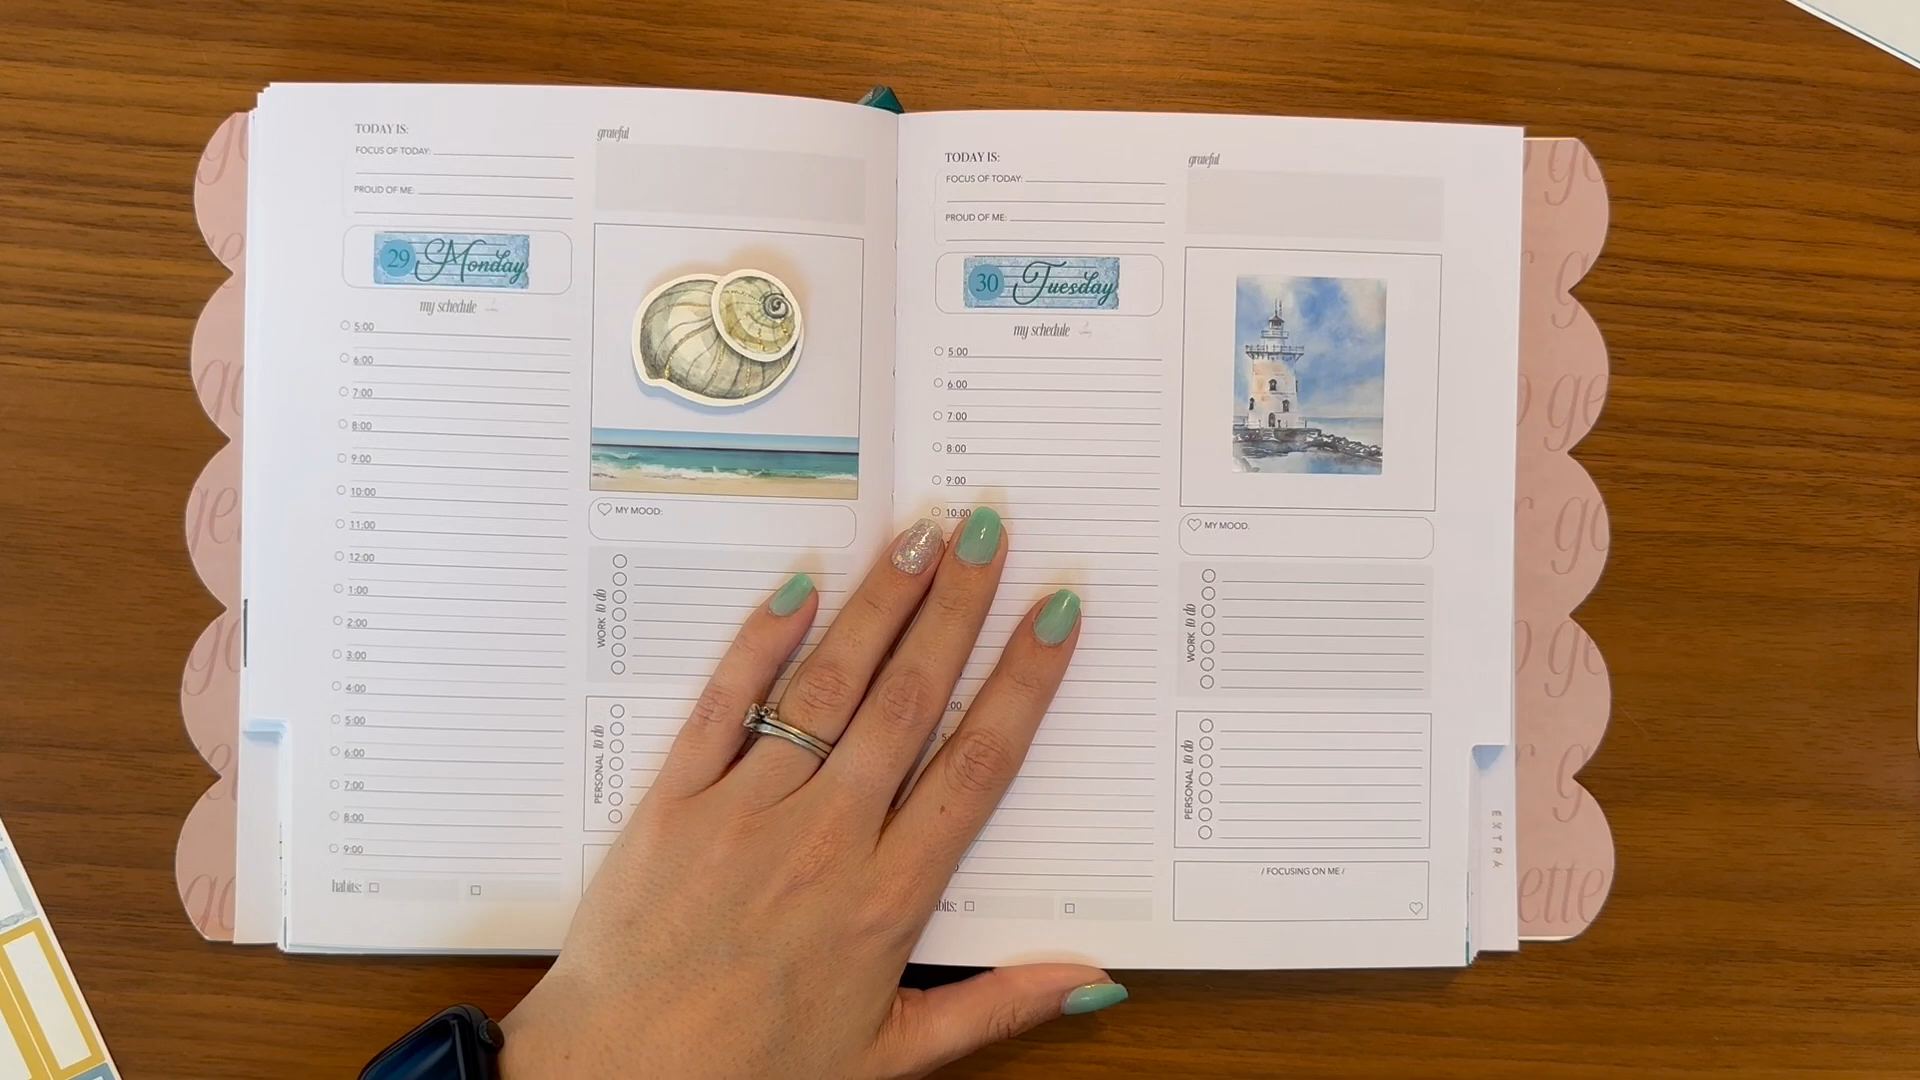 TODAY IS:
FOCUS OF TODAY:
PROUD OF ME:
29 Monday
my schedule
5:00
6:00
7:00
8:00
9:00
10:00
11:00
12:00
1:00
2:00
3:00
4:00
5:00
6:00
7:00
8:00
9:00
habits:
grateful
MY MOOD:
WORK to do
PERSONAL to do
TODAY IS:
FOCUS OF TODAY:
PROUD OF ME:
30 Tuesday
my schedule
5:00
6:00
7:00
8:00
9:00
10:00
grateful
MY MOOD:
WORK to do
PERSONAL to do
/ FOCUSING ON ME /
EXTRA